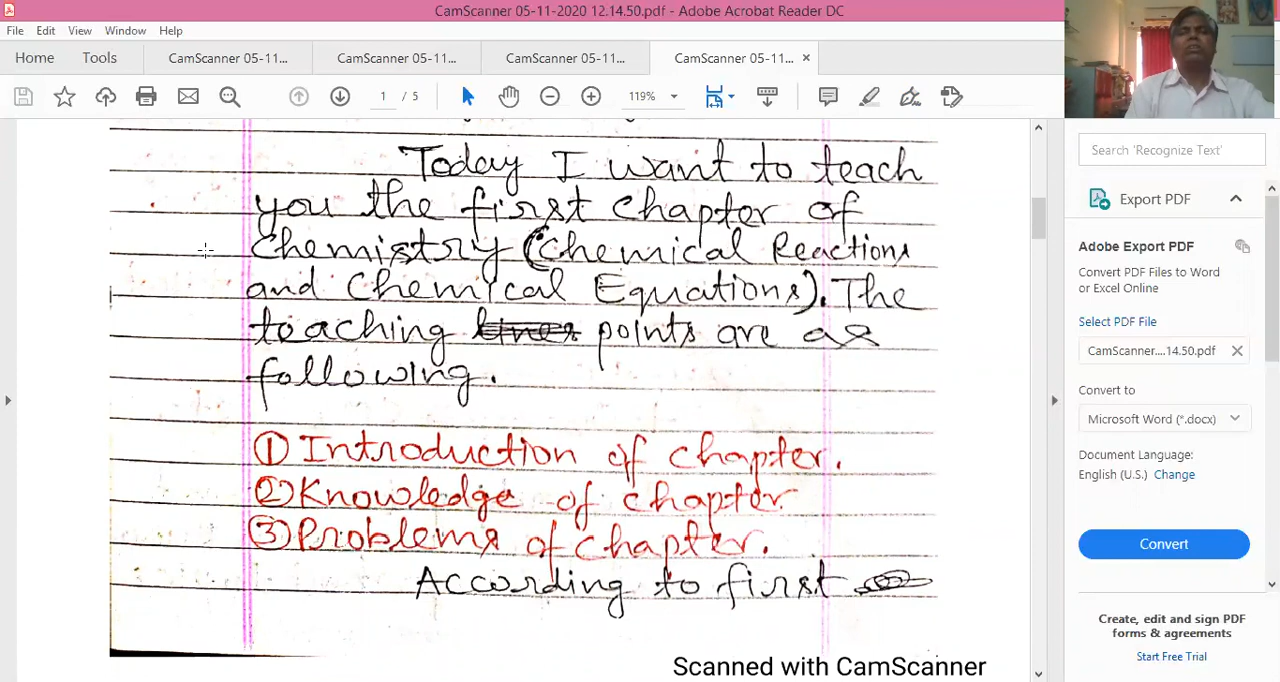 CamScanner 05-11-2020 12.14.50.pdf - Adobe Acrobat Reader DC
File Edit View Window Help
Home Tools CamScanner 05-11... CamScanner 05-11... CamScanner 05-11... CamScanner 05-11... ×
1 / 5 119%
Today I want to teach
you the first chapter of
Chemistry (Chemical Reactions
and Chemical Equations). The
teaching points are as
following.
① Introduction of chapter.
② Knowledge of chapter
③ Problems of chapter.
According to first
Scanned with CamScanner
Search 'Recognize Text'
Export PDF
Adobe Export PDF
Convert PDF Files to Word
or Excel Online
Select PDF File
CamScanner....14.50.pdf
Convert to
Microsoft Word (*.docx)
Document Language:
English (U.S.) Change
Convert
Create, edit and sign PDF
forms & agreements
Start Free Trial